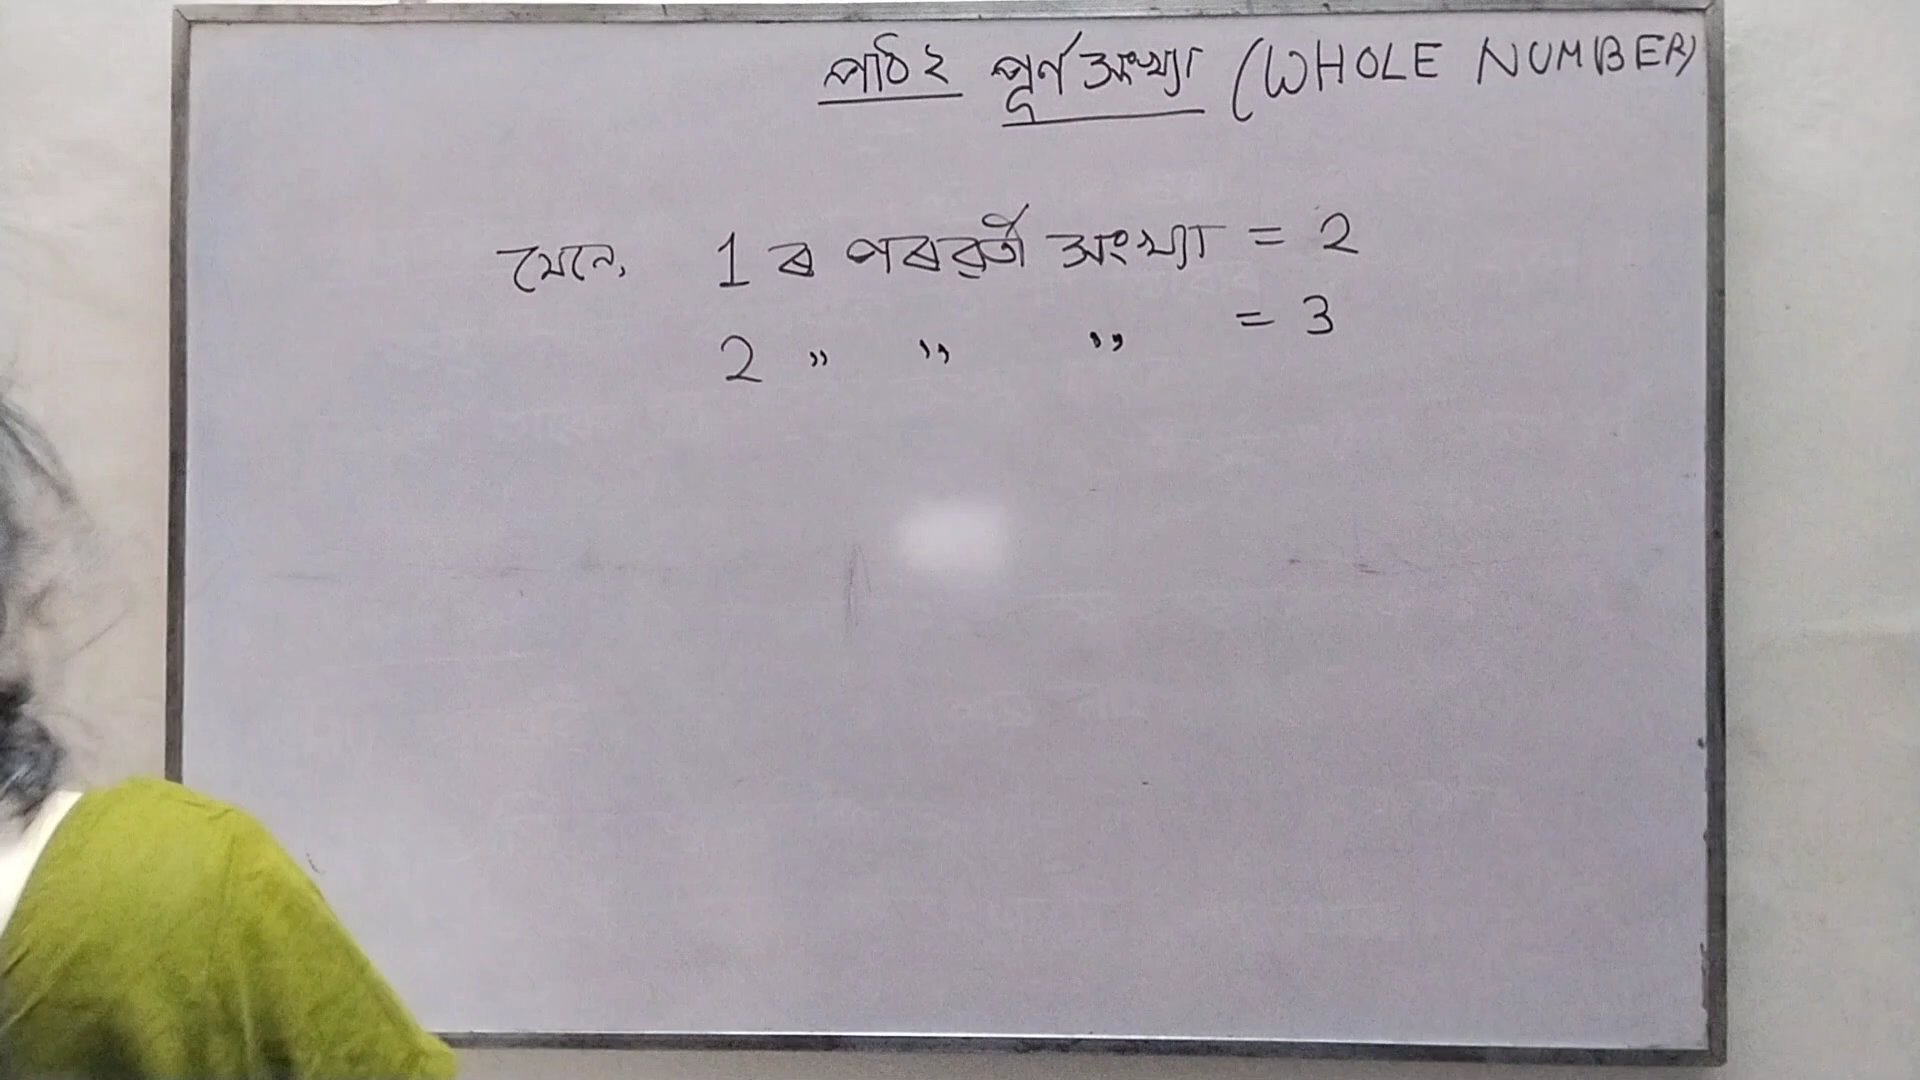 পাঠ ২ পূৰ্ণ সংখ্যা (WHOLE NUMBER)
যেনে, 1 ৰ পৰৱৰ্তী সংখ্যা = 2
2 " " " = 3